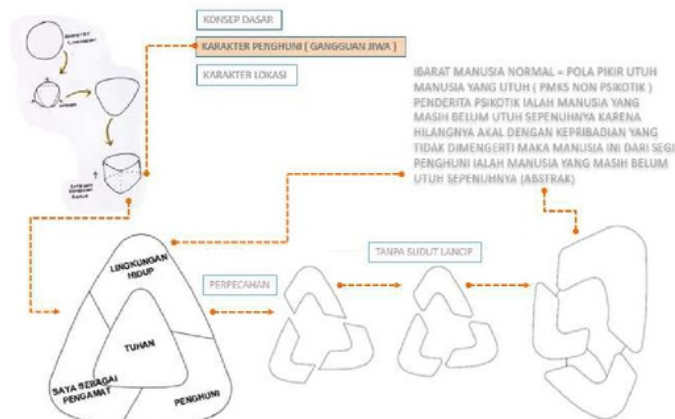 KONSEP DASAR
KARAKTER PENGHUNI ( GANGGUAN JIWA )
KARAKTER LOKASI
IBARAT MANUSIA NORMAL = POLA PIKIR UTUH
MANUSIA YANG UTUH ( PMKS NON PSIKOTIK )
PENDERITA PSIKOTIK IALAH MANUSIA YANG
MASIH BELUM UTUH SEPENUHNYA KARENA
HILANGNYA AKAL DENGAN KEPRIBADIAN YANG
TIDAK DIMENGERTI MAKA MANUSIA INI DARI SEGI
PENGHUNI IALAH MANUSIA YANG MASIH BELUM
UTUH SEPENUHNYA (ABSTRAK)
LINGKUNGAN
HIDUP
TUHAN
SAYA SEBAGAI
PENGAMAT
PENGHUNI
PERPECAHAN
TANPA SUDUT LANCIP